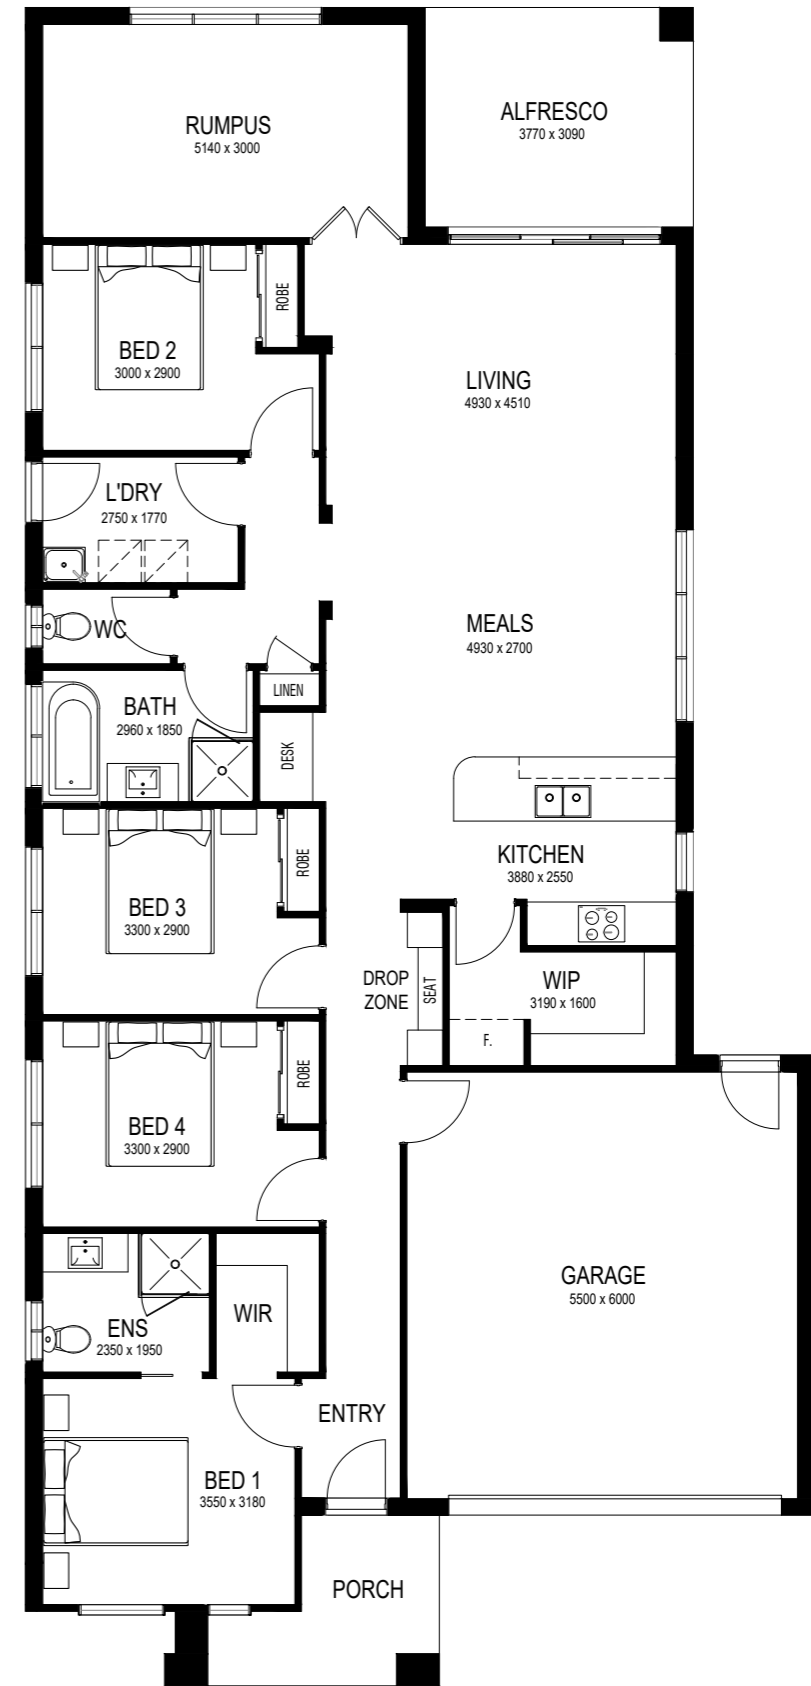 RUMPUS
5140 x 3000
ALFRESCO
3770 x 3090
ROBE
BED 2
3000 x 2900
LIVING
4930 x 4510
L'DRY
2750 x 1770
WC
MEALS
4930 x 2700
LINEN
BATH
2960 x 1850
DESK
KITCHEN
3880 x 2550
ROBE
BED 3
3300 x 2900
DROP
ZONE
SEAT
WIP
3190 x 1600
F.
ROBE
BED 4
3300 x 2900
GARAGE
5500 x 6000
WIR
ENS
2350 x 1950
ENTRY
BED 1
3550 x 3180
PORCH